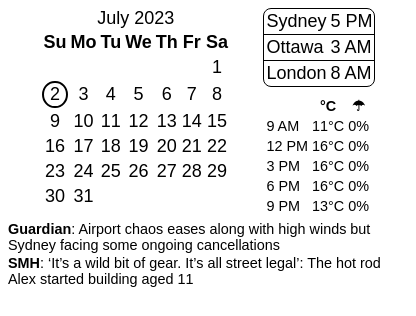 July 2023
Su Mo Tu We Th Fr Sa
1
2 3 4 5 6 7 8
9 10 11 12 13 14 15
16 17 18 19 20 21 22
23 24 25 26 27 28 29
30 31
Sydney 5 PM
Ottawa 3 AM
London 8 AM
°C ☂
9 AM 11°C 0%
12 PM 16°C 0%
3 PM 16°C 0%
6 PM 16°C 0%
9 PM 13°C 0%
Guardian: Airport chaos eases along with high winds but
Sydney facing some ongoing cancellations
SMH: ‘It’s a wild bit of gear. It’s all street legal’: The hot rod
Alex started building aged 11